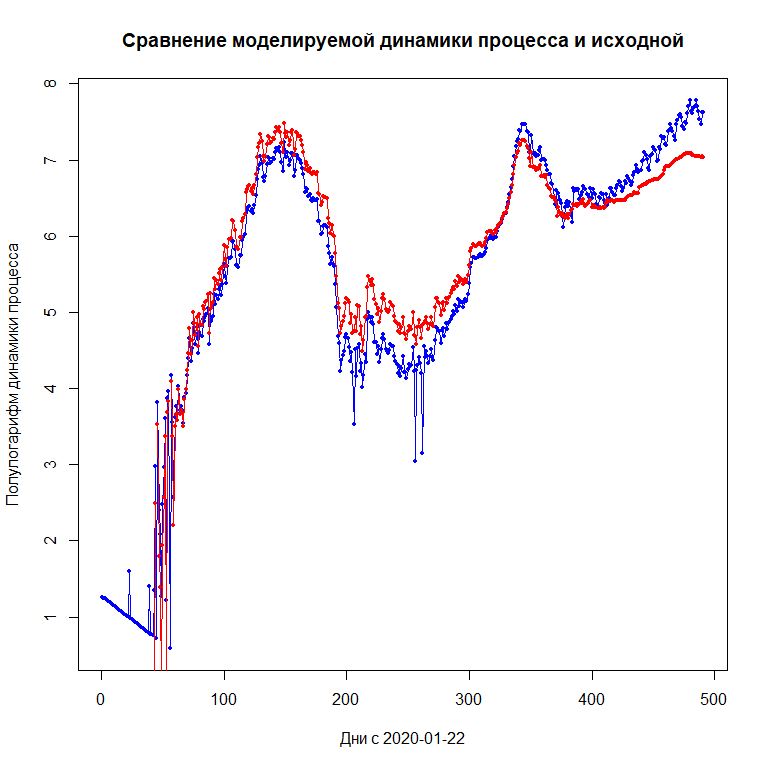 Сравнение моделируемой динамики процесса и исходной
Полулогарифм динамики процесса
8
7
6
5
4
3
2
1
0 100 200 300 400 500
Дни с 2020-01-22